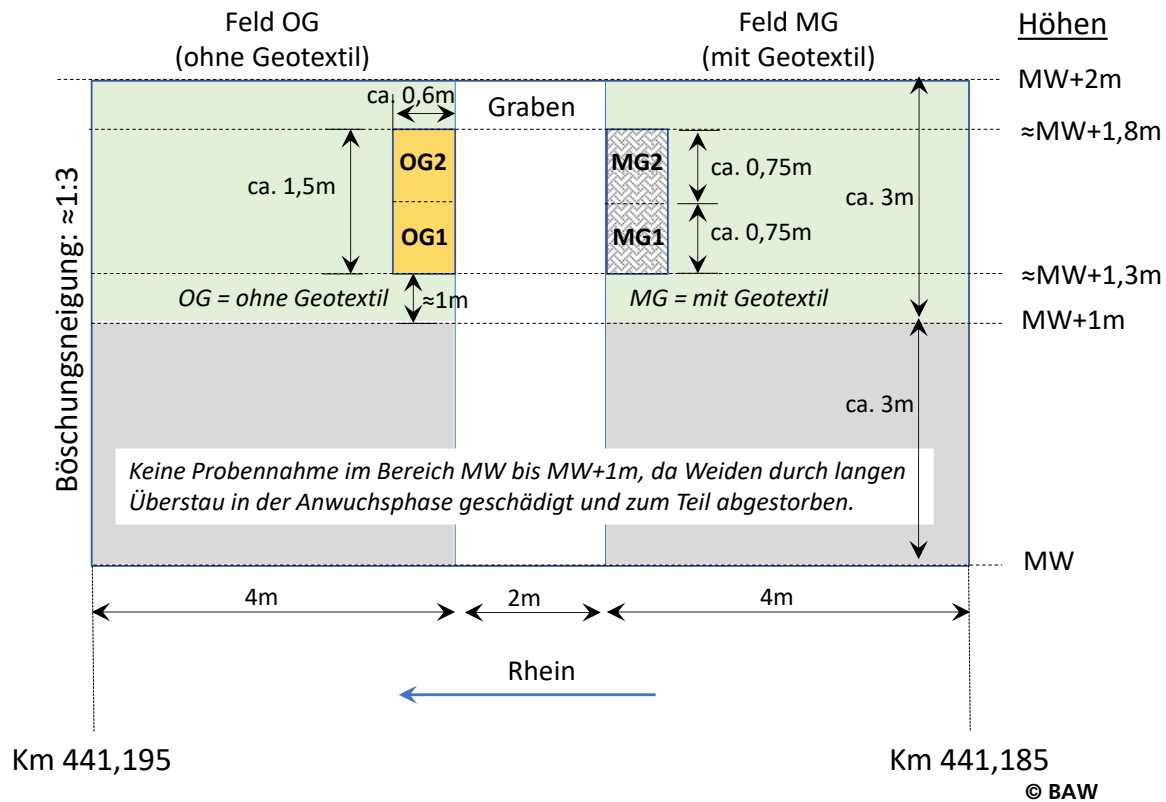 Feld OG
(ohne Geotextil)
Feld MG
(mit Geotextil)
Höhen
MW+2m
ca. 0,6m
Graben
≈MW+1,8m
OG2
MG2
ca. 0,75m
ca. 1,5m
ca. 3m
OG1
MG1
ca. 0,75m
≈MW+1,3m
OG = ohne Geotextil
≈1m
MG = mit Geotextil
MW+1m
Böschungsneigung: ≈1:3
ca. 3m
Keine Probennahme im Bereich MW bis MW+1m, da Weiden durch langen
Überstau in der Anwuchsphase geschädigt und zum Teil abgestorben.
MW
4m
2m
4m
Rhein
Km 441,195
Km 441,185
© BAW